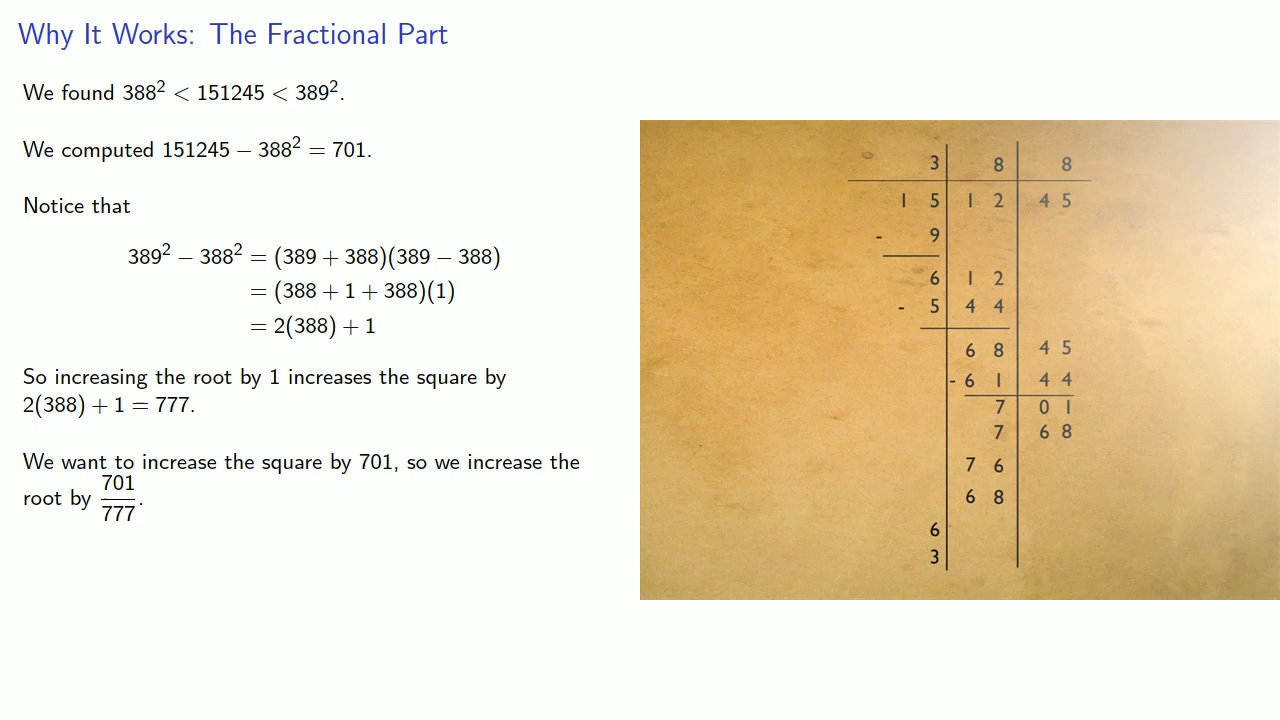 Why It Works: The Fractional Part
We found 388² < 151245 < 389².
We computed 151245 − 388² = 701.
Notice that
389² − 388² = (389 + 388)(389 − 388)
= (388 + 1 + 388)(1)
= 2(388) + 1
So increasing the root by 1 increases the square by
2(388) + 1 = 777.
We want to increase the square by 701, so we increase the
root by 701/777.
3 8 8
1 5 1 2 4 5
- 9
6 1 2
- 5 4 4
6 8 4 5
- 6 1 4 4
7 0 1
7 6 8
7 6
6 8
6
3